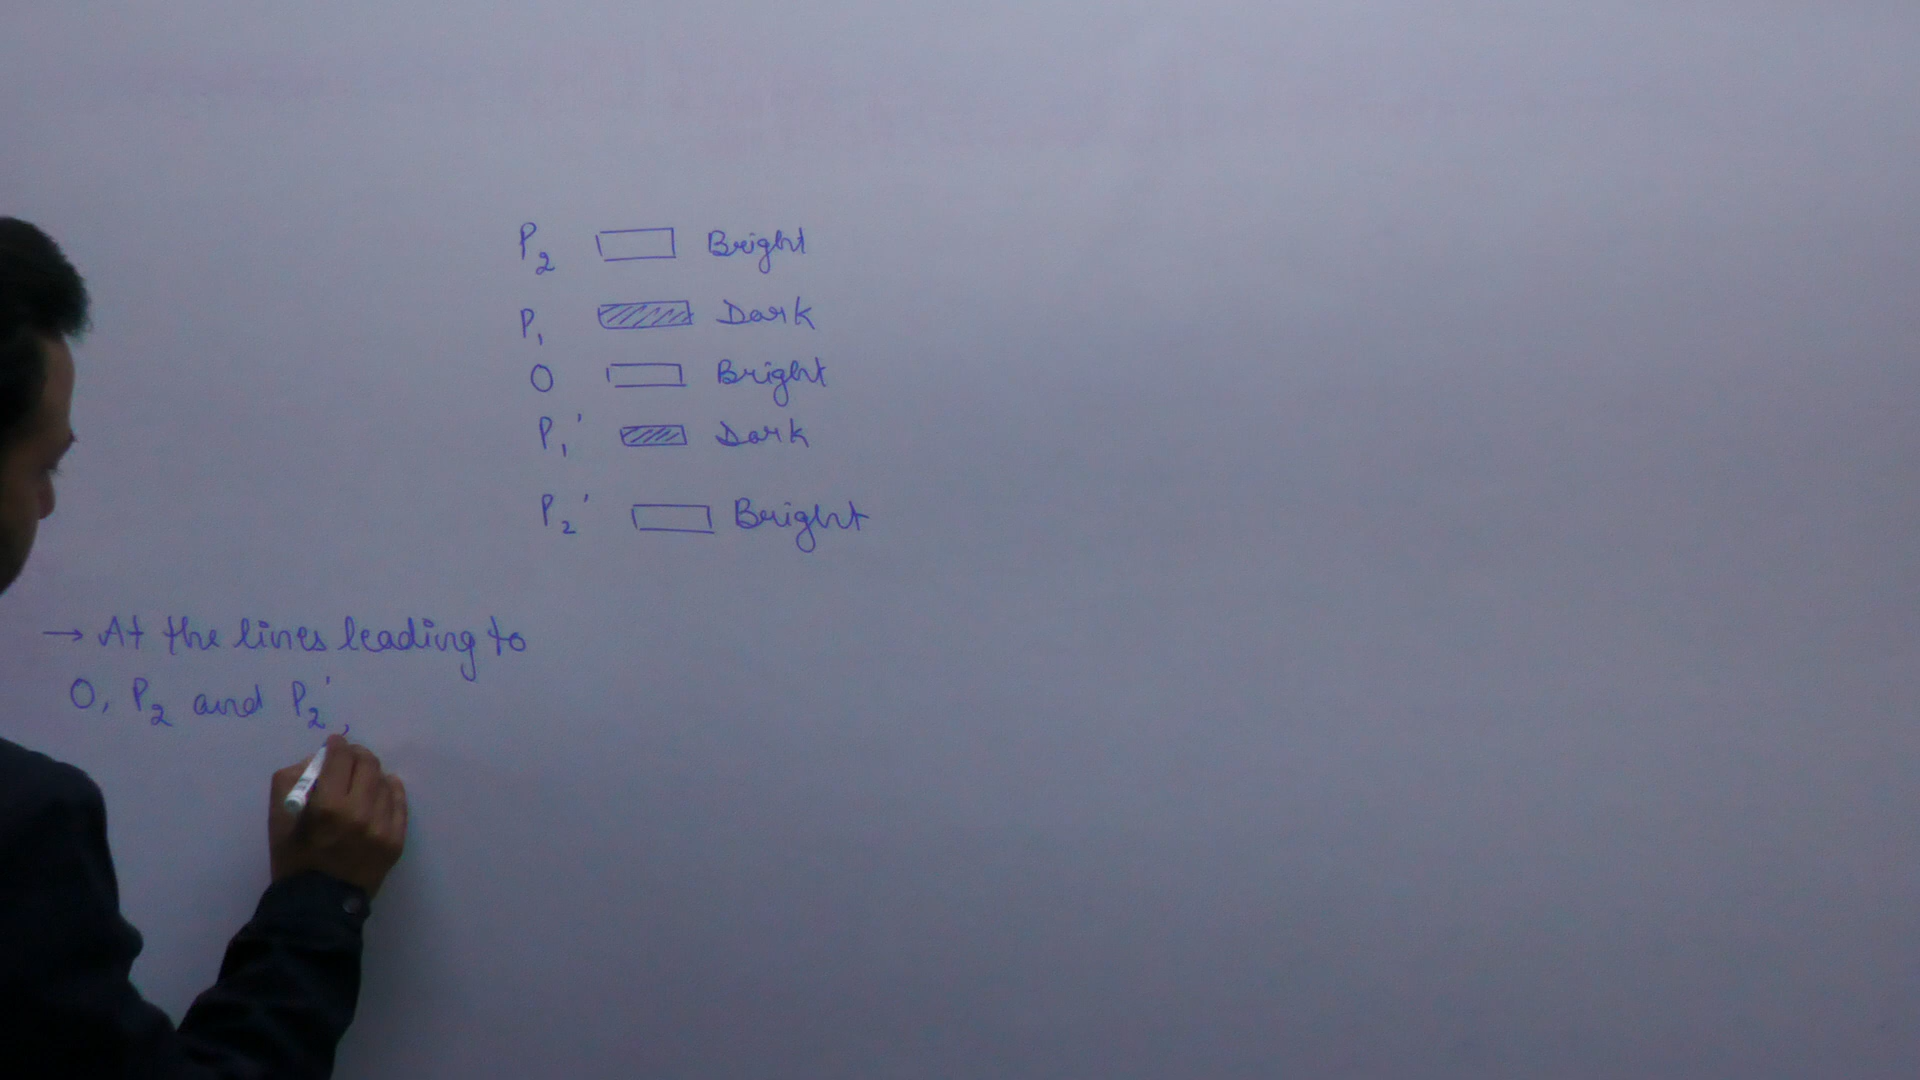 P₂ Bright
P₁ Dark
O Bright
P₁' Dark
P₂' Bright
→ At the lines leading to
O, P₂ and P₂',